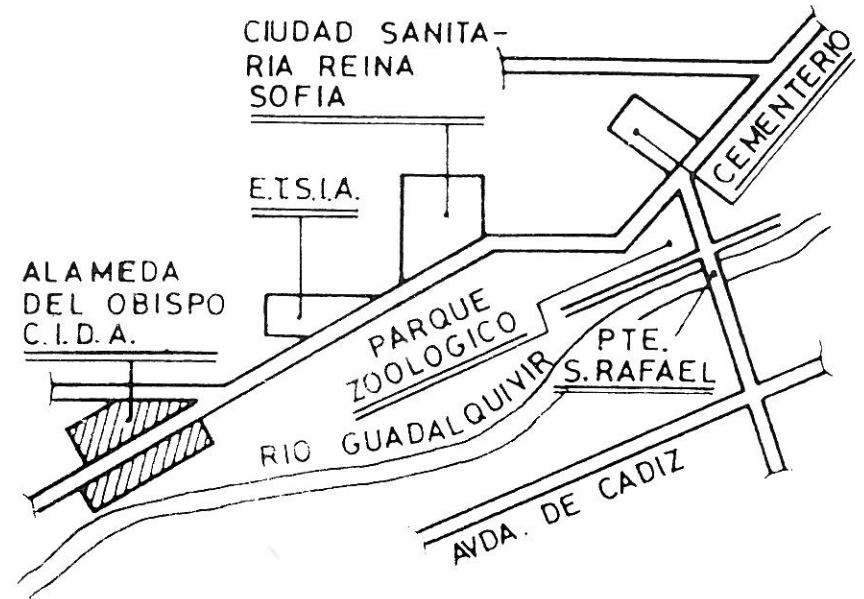 CIUDAD SANITA-
RIA REINA
SOFIA
CEMENTERIO
E.T.S.I.A.
ALAMEDA
DEL OBISPO
C.I.D.A.
PARQUE
ZOOLOGICO
PTE.
S.RAFAEL
RIO GUADALQUIVIR
AVDA. DE CADIZ